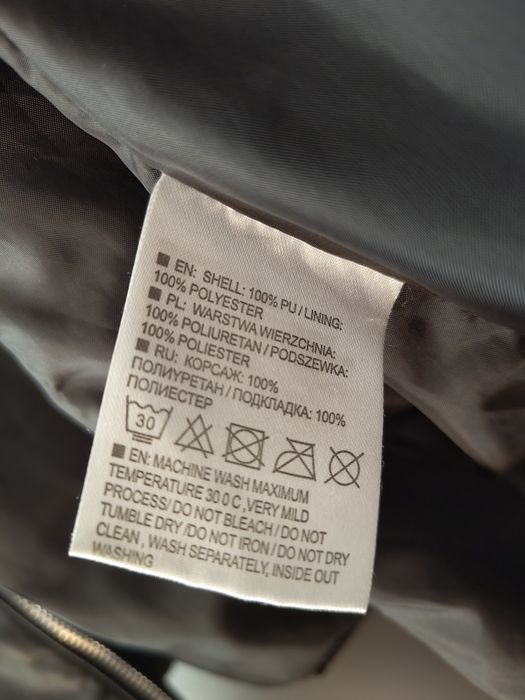 ■ EN: SHELL: 100% PU / LINING:
100% POLYESTER
■ PL: WARSTWA WIERZCHNIA:
100% POLIURETAN / PODSZEWKA:
100% POLIESTER
■ RU: КОРСАЖ: 100%
ПОЛИУРЕТАН / ПОДКЛАДКА: 100%
ПОЛИЕСТЕР
30
■ EN: MACHINE WASH MAXIMUM
TEMPERATURE 30 0 C , VERY MILD
PROCESS/ DO NOT BLEACH / DO NOT
TUMBLE DRY /DO NOT IRON / DO NOT DRY
CLEAN , WASH SEPARATELY, INSIDE OUT
WASHING